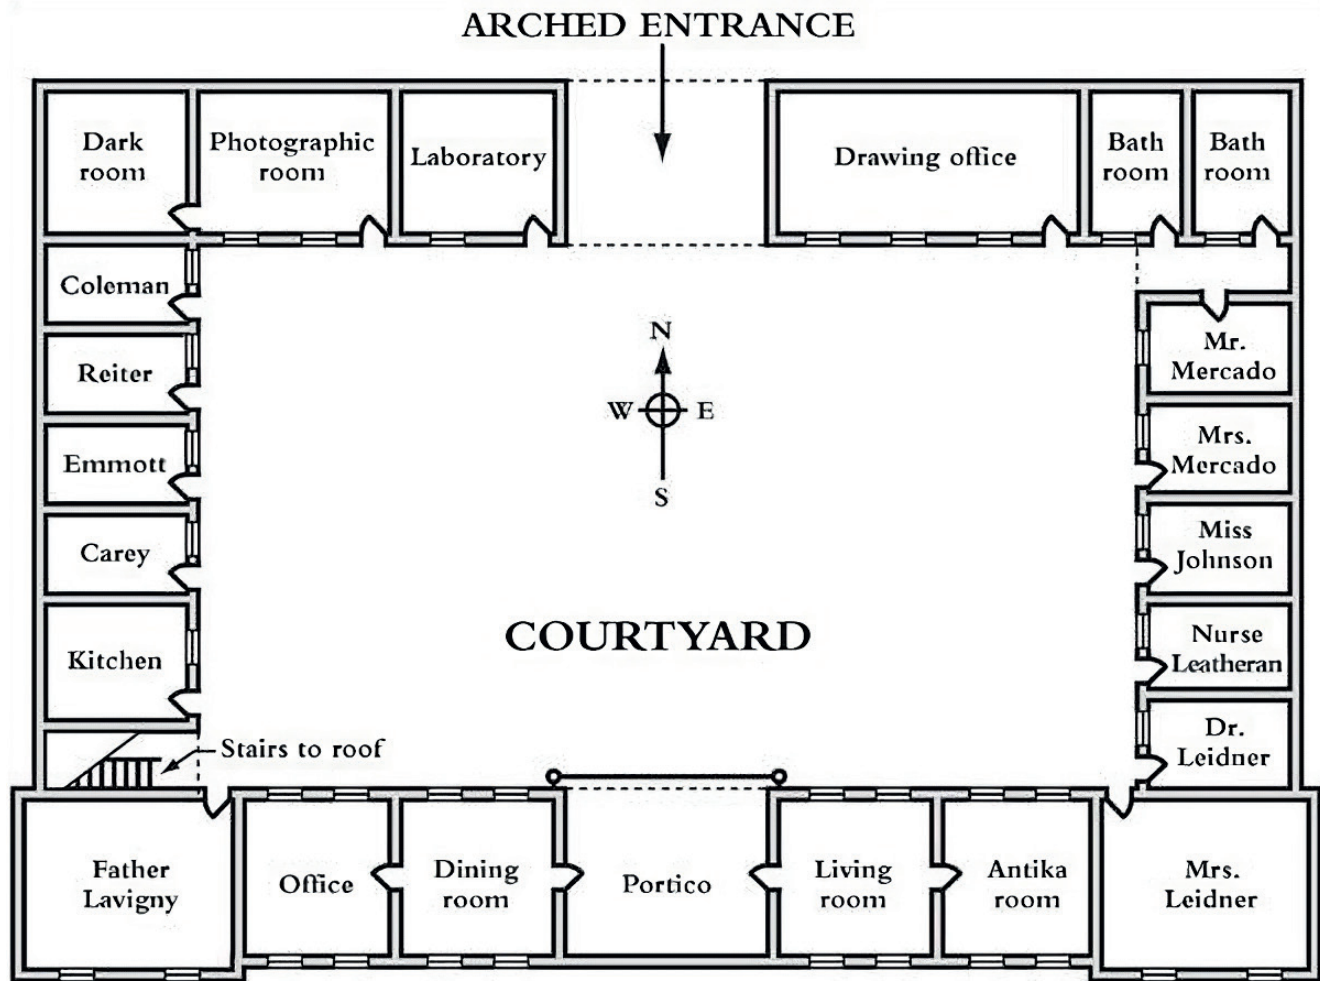 ARCHED ENTRANCE
Dark
room
Photographic
room
Laboratory
Drawing office
Bath
room
Bath
room
Coleman
Reiter
Emmott
Carey
Kitchen
Stairs to roof
N
W E
S
COURTYARD
Mr.
Mercado
Mrs.
Mercado
Miss
Johnson
Nurse
Leatheran
Dr.
Leidner
Father
Lavigny
Office
Dining
room
Portico
Living
room
Antika
room
Mrs.
Leidner